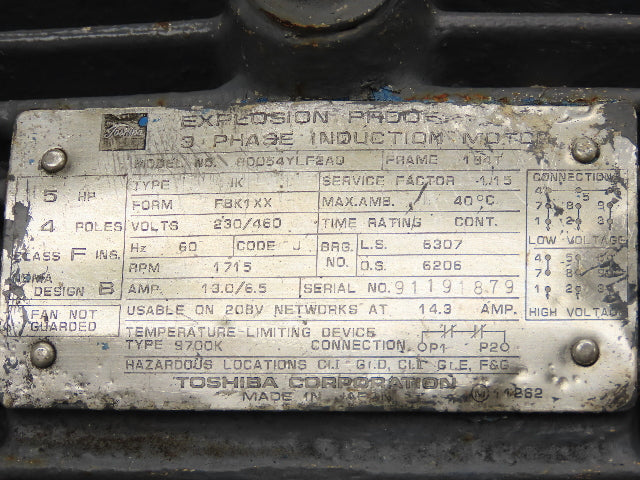 Toshiba
EXPLOSION PROOF
3 PHASE INDUCTION MOTOR
MODEL NO. FRAME 184T
5 HP
4 POLES
CLASS F INS.
NEMA DESIGN B
FAN NOT GUARDED
TYPE IK SERVICE FACTOR 1.15
FORM FBK1XX MAX.AMB. 40°C
VOLTS 230/460 TIME RATING CONT.
Hz 60 CODE J BRG. NO. L.S. 6307
RPM 1715 O.S. 6206
AMP. 13.0/6.5 SERIAL NO. 91191879
USABLE ON 208V NETWORKS AT 14.3 AMP.
TEMPERATURE-LIMITING DEVICE
TYPE 9700K CONNECTION P1 P2
HAZARDOUS LOCATIONS CL.I GR.D, CL.II GR.E, F&G
TOSHIBA CORPORATION
MADE IN JAPAN
M 11262
CONNECTION
LOW VOLTAGE
HIGH VOLTAGE